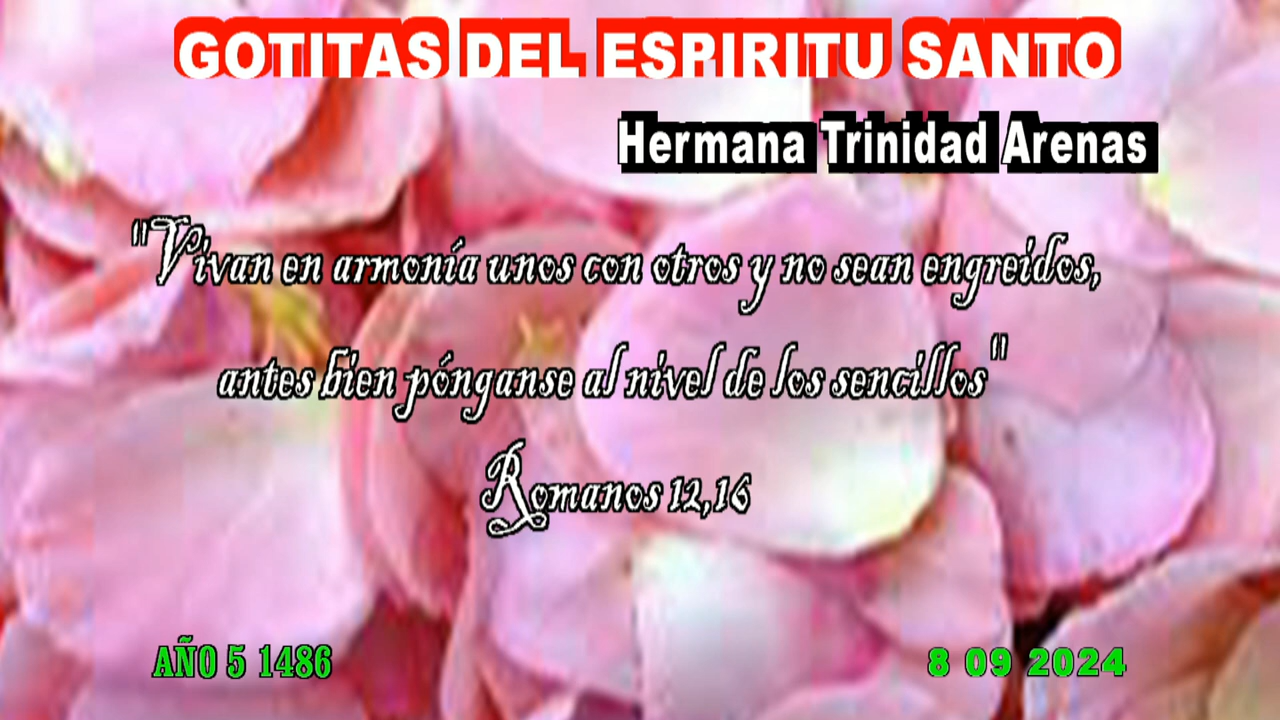 GOTITAS DEL ESPIRITU SANTO
Hermana Trinidad Arenas
"Vivan en armonía unos con otros y no sean engreídos,
antes bien pónganse al nivel de los sencillos"
Romanos 12,16
AÑO 5 1486
8 09 2024